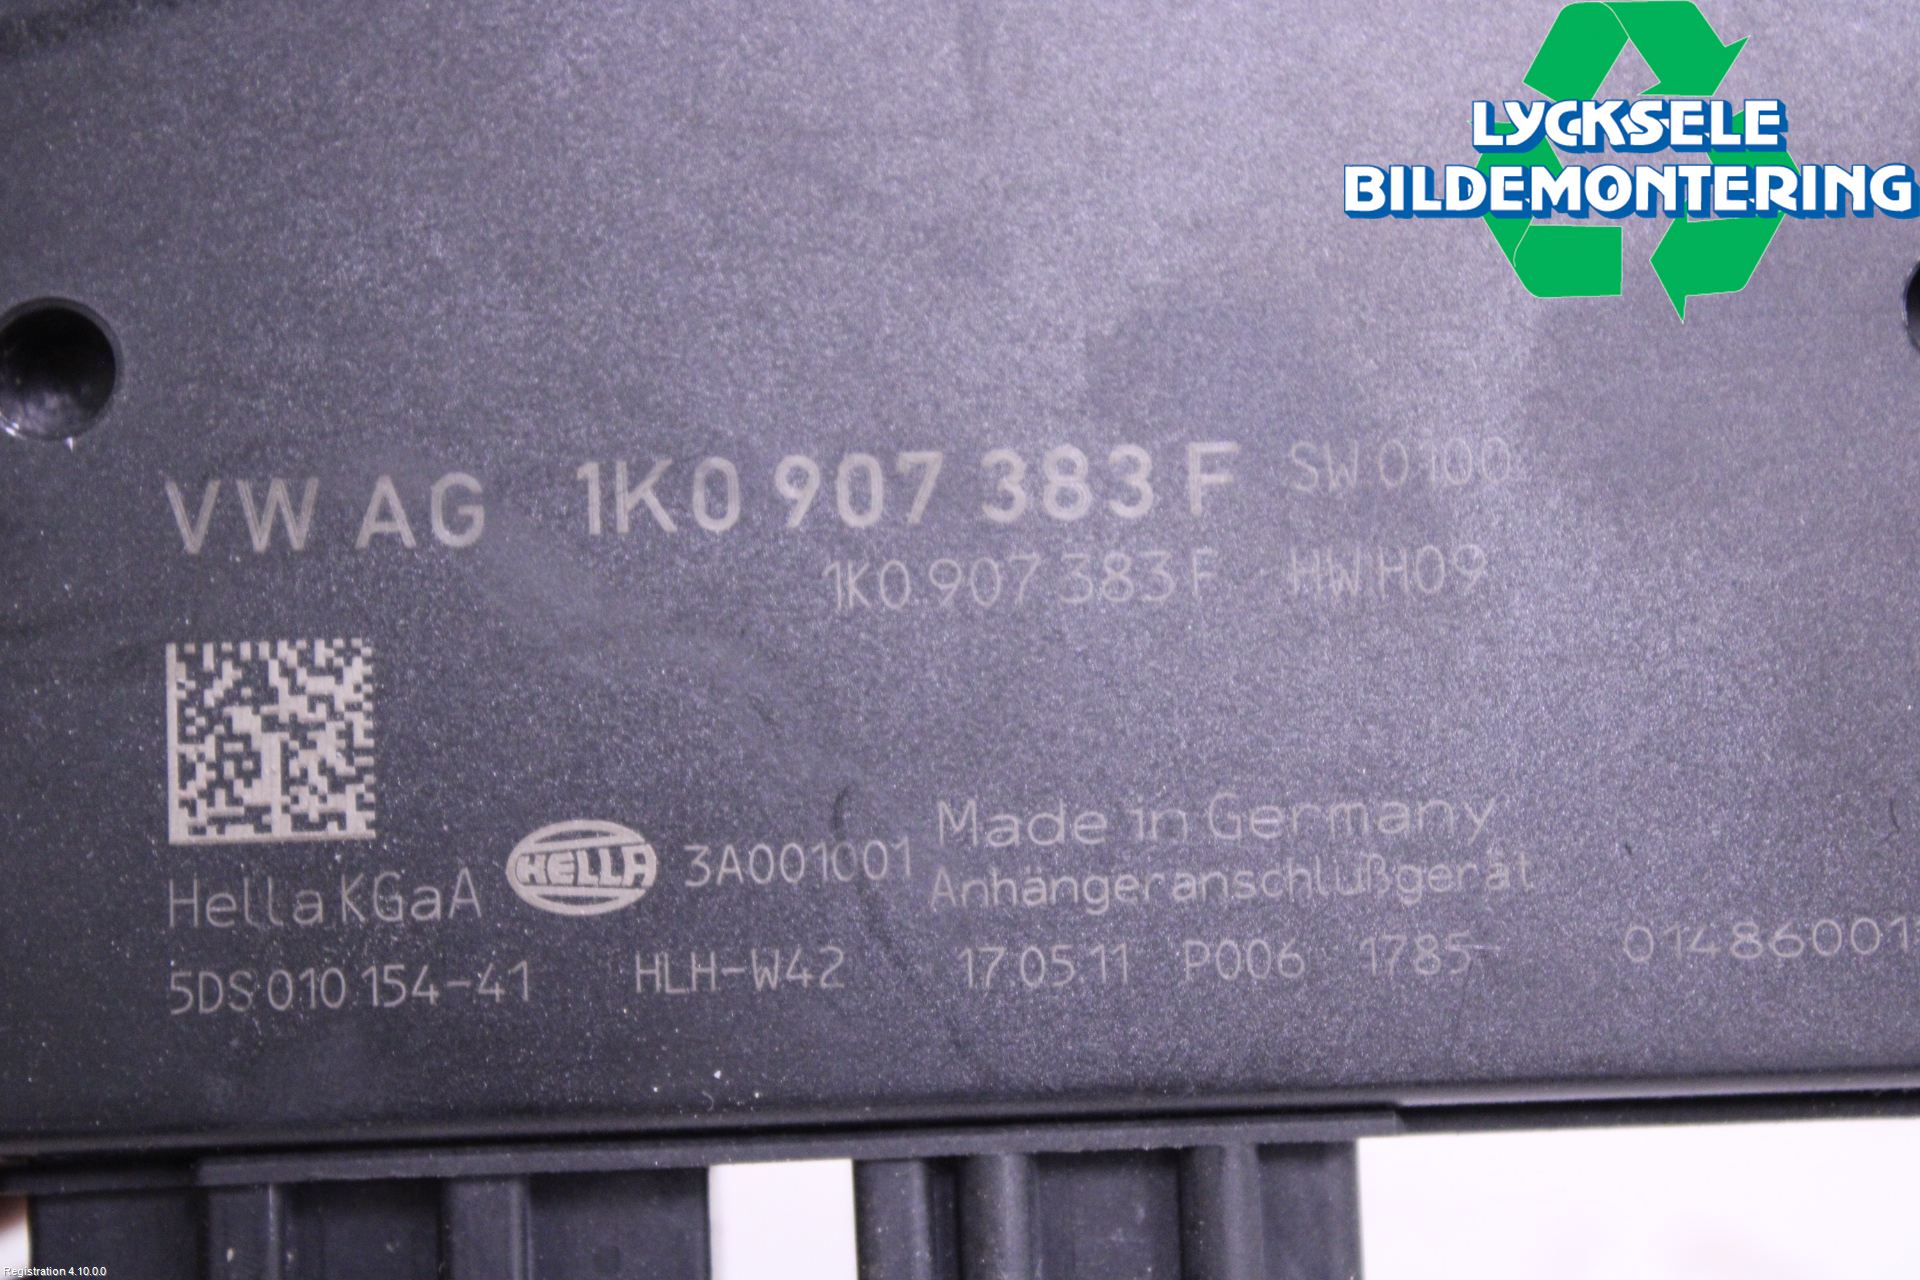 LYCKSELE
BILDEMONTERING
VW AG 1K0 907 383 F SW 0100
1K0 907 383 F HW H09
Hella KGaA HELLA 3A001001 Made in Germany
Anhängeranschlußgerät
5DS 010 154-41 HLH-W42 17.05.11 P006 1785- 0148600
Registration 4.10.0.0